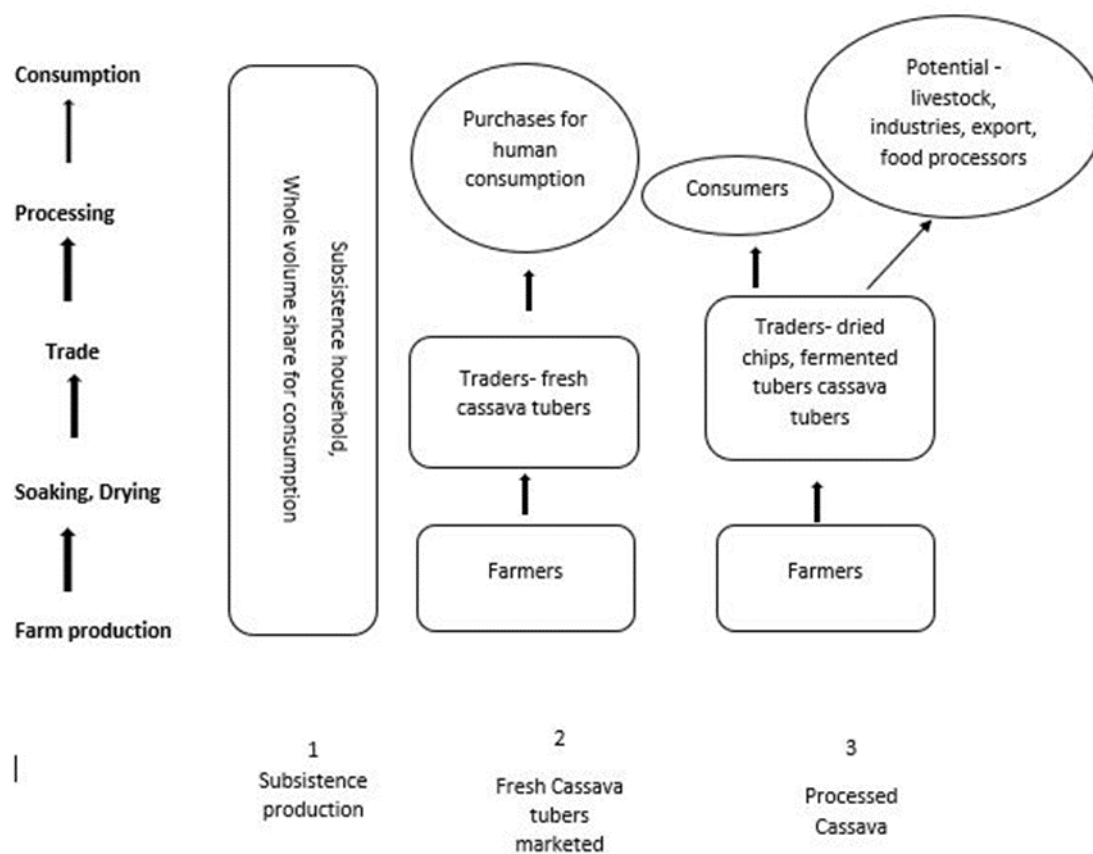 Consumption
Processing
Trade
Soaking, Drying
Farm production
Subsistence household,
Whole volume share for consumption
Purchases for
human
consumption
Traders- fresh
cassava tubers
Farmers
Consumers
Potential -
livestock,
industries, export,
food processors
Traders- dried
chips, fermented
tubers cassava
tubers
Farmers
1
Subsistence
production
2
Fresh Cassava
tubers
marketed
3
Processed
Cassava